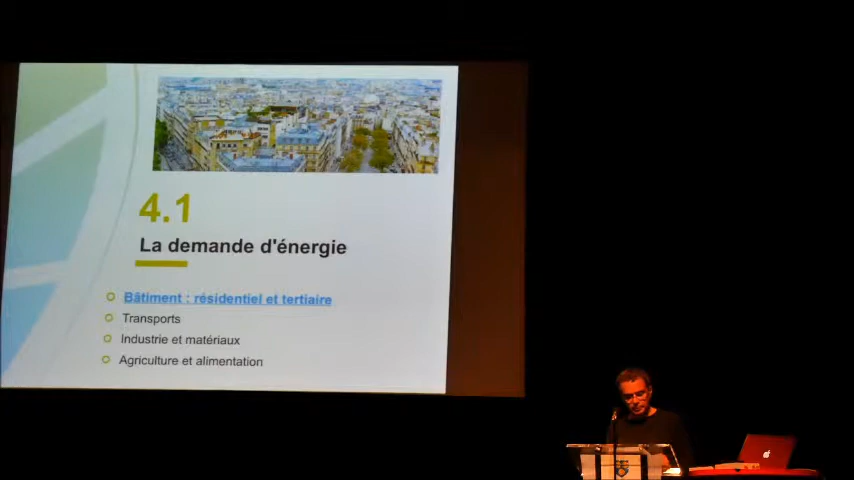 4.1
La demande d'énergie
Bâtiment : résidentiel et tertiaire
Transports
Industrie et matériaux
Agriculture et alimentation